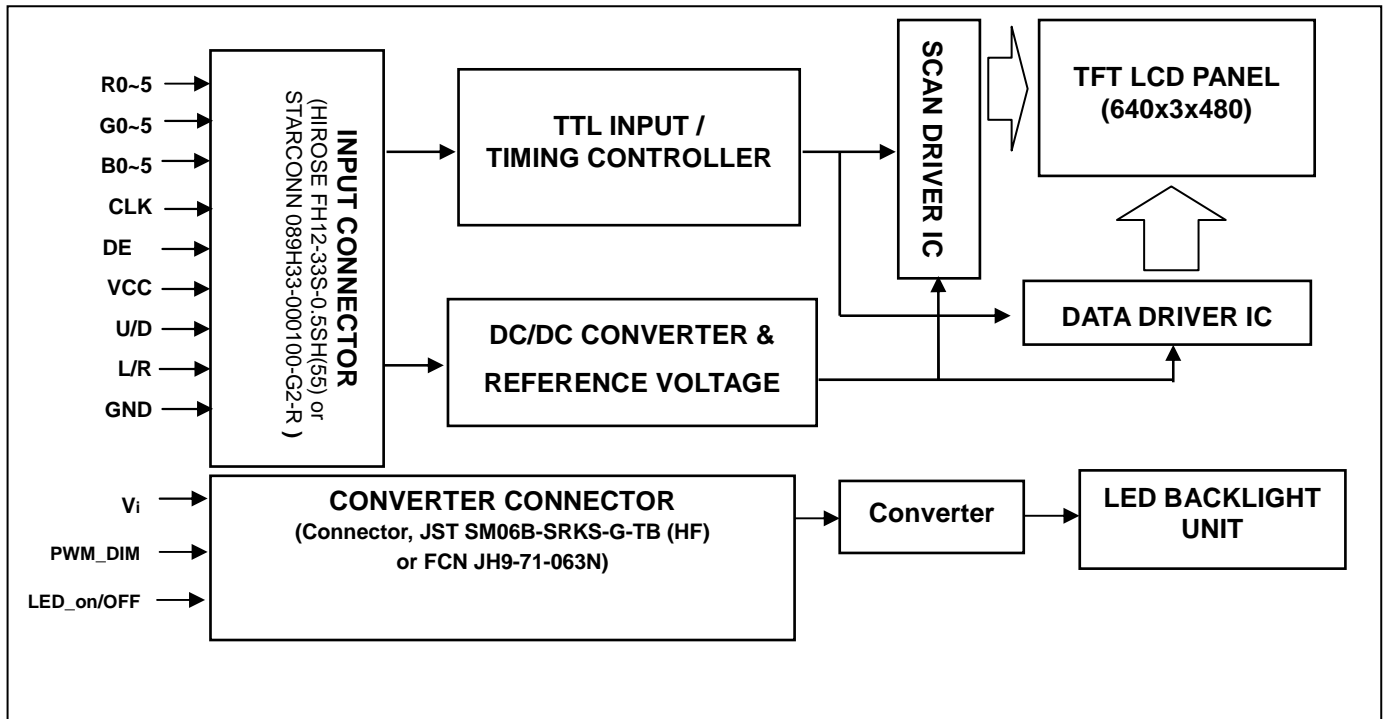 R0~5
G0~5
B0~5
CLK
DE
VCC
U/D
L/R
GND
INPUT CONNECTOR
(HIROSE FH12-33S-0.5SH(55) or
STARCONN 089H33-000100-G2-R )
TTL INPUT /
TIMING CONTROLLER
DC/DC CONVERTER &
REFERENCE VOLTAGE
SCAN DRIVER IC
TFT LCD PANEL
(640x3x480)
DATA DRIVER IC
Vi
PWM_DIM
LED_on/OFF
CONVERTER CONNECTOR
(Connector, JST SM06B-SRKS-G-TB (HF)
or FCN JH9-71-063N)
Converter
LED BACKLIGHT
UNIT